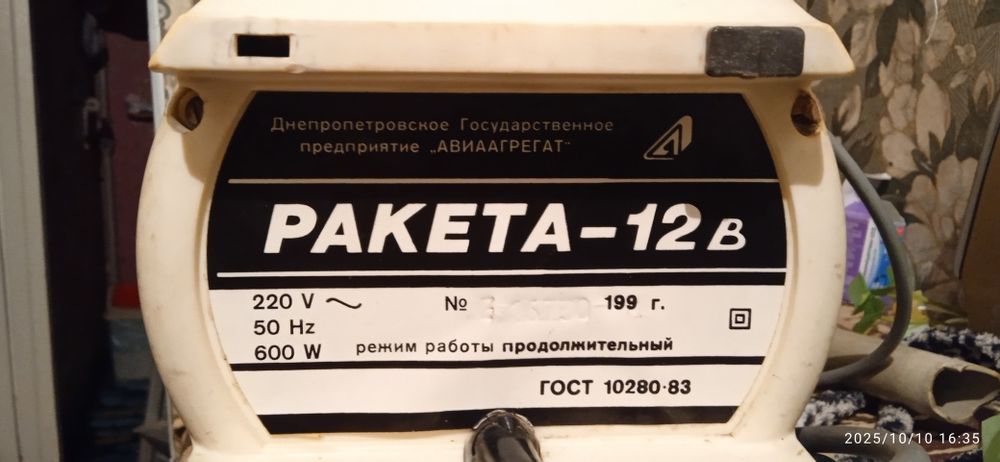 Днепропетровское Государственное
предприятие „АВИААГРЕГАТ"
РАКЕТА-12в
220 V ~ № 199 г.
50 Hz
600 W режим работы продолжительный
ГОСТ 10280·83
2025/10/10 16:35